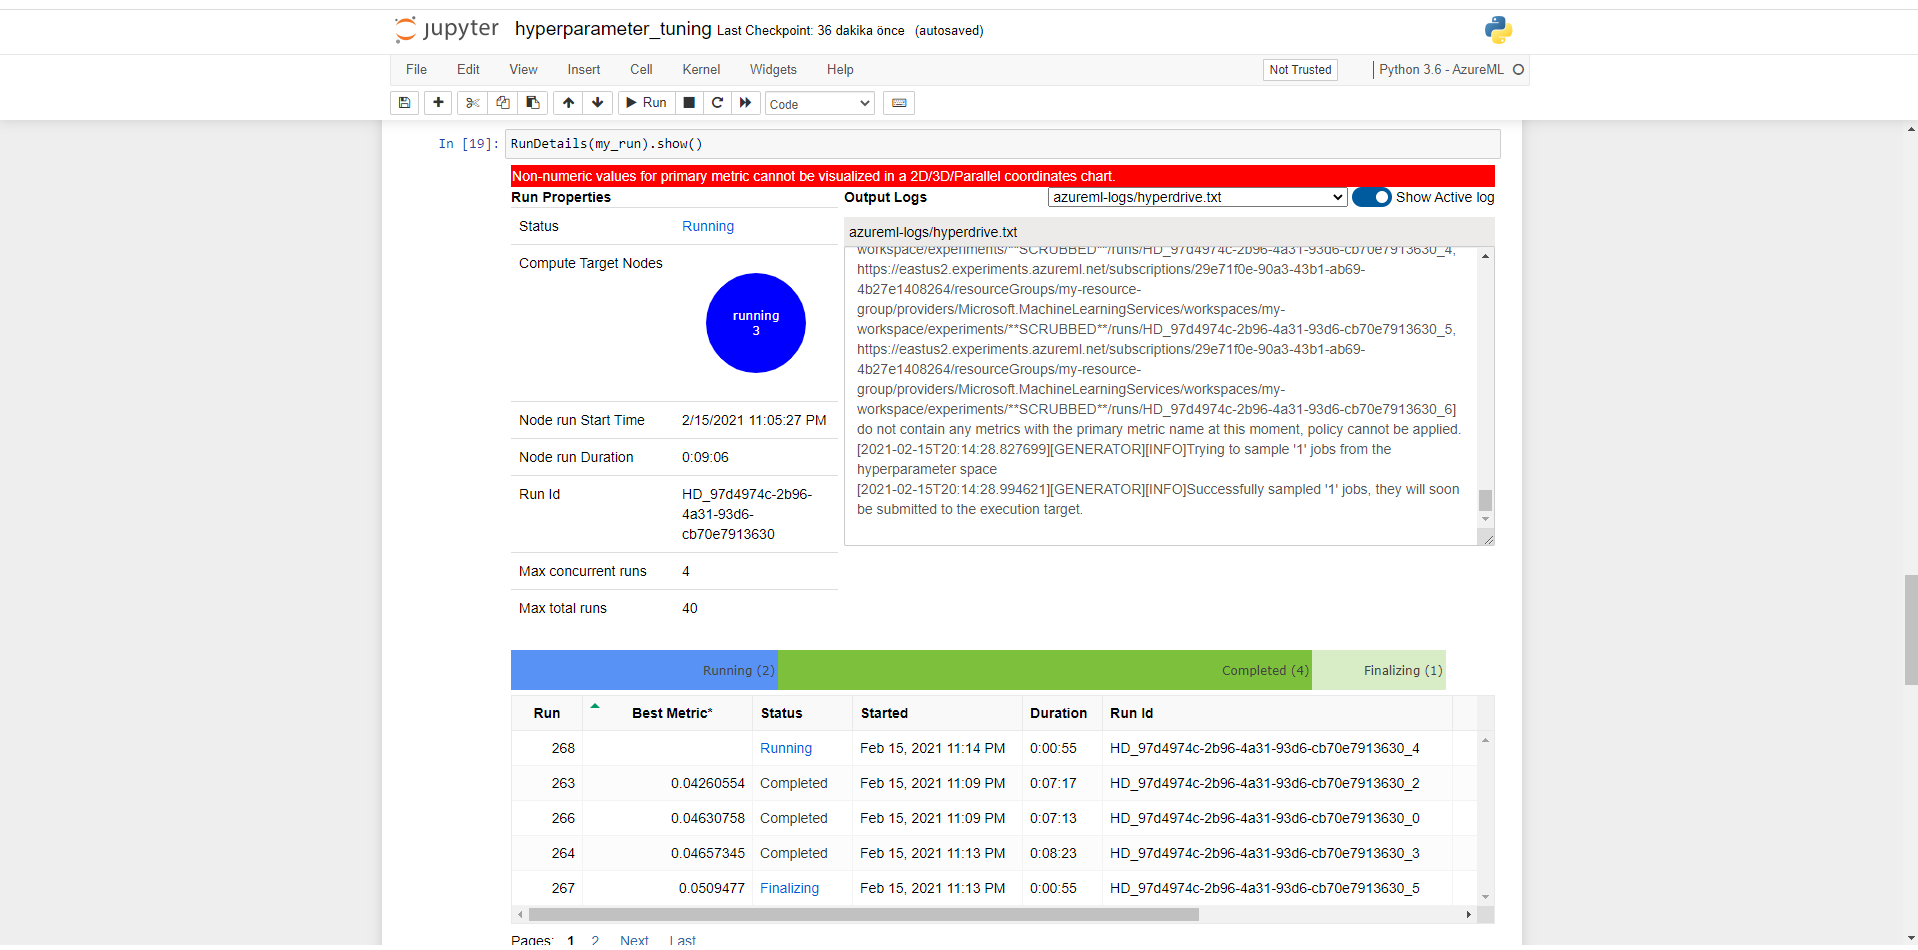 jupyter hyperparameter_tuning Last Checkpoint: 36 dakika önce (autosaved)
File Edit View Insert Cell Kernel Widgets Help Not Trusted Python 3.6 - AzureML
Run Code
In [19]: RunDetails(my_run).show()
Non-numeric values for primary metric cannot be visualized in a 2D/3D/Parallel coordinates chart.
Run Properties
Status Running
Compute Target Nodes
running
3
Node run Start Time 2/15/2021 11:05:27 PM
Node run Duration 0:09:06
Run Id HD_97d4974c-2b96-
4a31-93d6-
cb70e7913630
Max concurrent runs 4
Max total runs 40
Output Logs azureml-logs/hyperdrive.txt Show Active log
azureml-logs/hyperdrive.txt
workspace/experiments/**SCRUBBED**/runs/HD_97d4974c-2b96-4a31-93d6-cb70e7913630_4,
https://eastus2.experiments.azureml.net/subscriptions/29e71f0e-90a3-43b1-ab69-
4b27e1408264/resourceGroups/my-resource-
group/providers/Microsoft.MachineLearningServices/workspaces/my-
workspace/experiments/**SCRUBBED**/runs/HD_97d4974c-2b96-4a31-93d6-cb70e7913630_5,
https://eastus2.experiments.azureml.net/subscriptions/29e71f0e-90a3-43b1-ab69-
4b27e1408264/resourceGroups/my-resource-
group/providers/Microsoft.MachineLearningServices/workspaces/my-
workspace/experiments/**SCRUBBED**/runs/HD_97d4974c-2b96-4a31-93d6-cb70e7913630_6]
do not contain any metrics with the primary metric name at this moment, policy cannot be applied.
[2021-02-15T20:14:28.827699][GENERATOR][INFO]Trying to sample '1' jobs from the
hyperparameter space
[2021-02-15T20:14:28.994621][GENERATOR][INFO]Successfully sampled '1' jobs, they will soon
be submitted to the execution target.
Running (2) Completed (4) Finalizing (1)
Run Best Metric* Status Started Duration Run Id
268 Running Feb 15, 2021 11:14 PM 0:00:55 HD_97d4974c-2b96-4a31-93d6-cb70e7913630_4
263 0.04260554 Completed Feb 15, 2021 11:09 PM 0:07:17 HD_97d4974c-2b96-4a31-93d6-cb70e7913630_2
266 0.04630758 Completed Feb 15, 2021 11:09 PM 0:07:13 HD_97d4974c-2b96-4a31-93d6-cb70e7913630_0
264 0.04657345 Completed Feb 15, 2021 11:13 PM 0:08:23 HD_97d4974c-2b96-4a31-93d6-cb70e7913630_3
267 0.0509477 Finalizing Feb 15, 2021 11:13 PM 0:00:55 HD_97d4974c-2b96-4a31-93d6-cb70e7913630_5
Pages: 1 2 Next Last